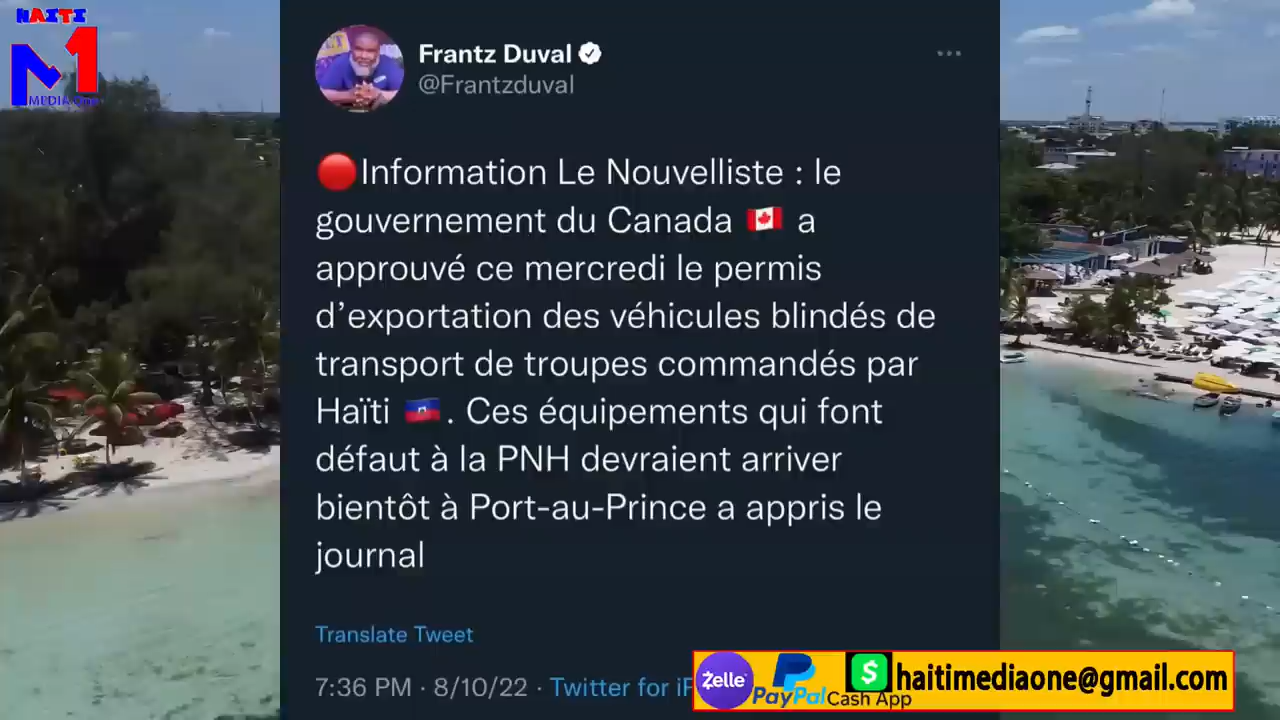 HAITI
M1
MEDIA.One
Frantz Duval
@Frantzduval
🔴Information Le Nouvelliste : le
gouvernement du Canada 🇨🇦 a
approuvé ce mercredi le permis
d’exportation des véhicules blindés de
transport de troupes commandés par
Haïti 🇭🇹. Ces équipements qui font
défaut à la PNH devraient arriver
bientôt à Port-au-Prince a appris le
journal
Translate Tweet
7:36 PM · 8/10/22 · Twitter for iP
Zelle PayPal $ Cash App haitimediaone@gmail.com